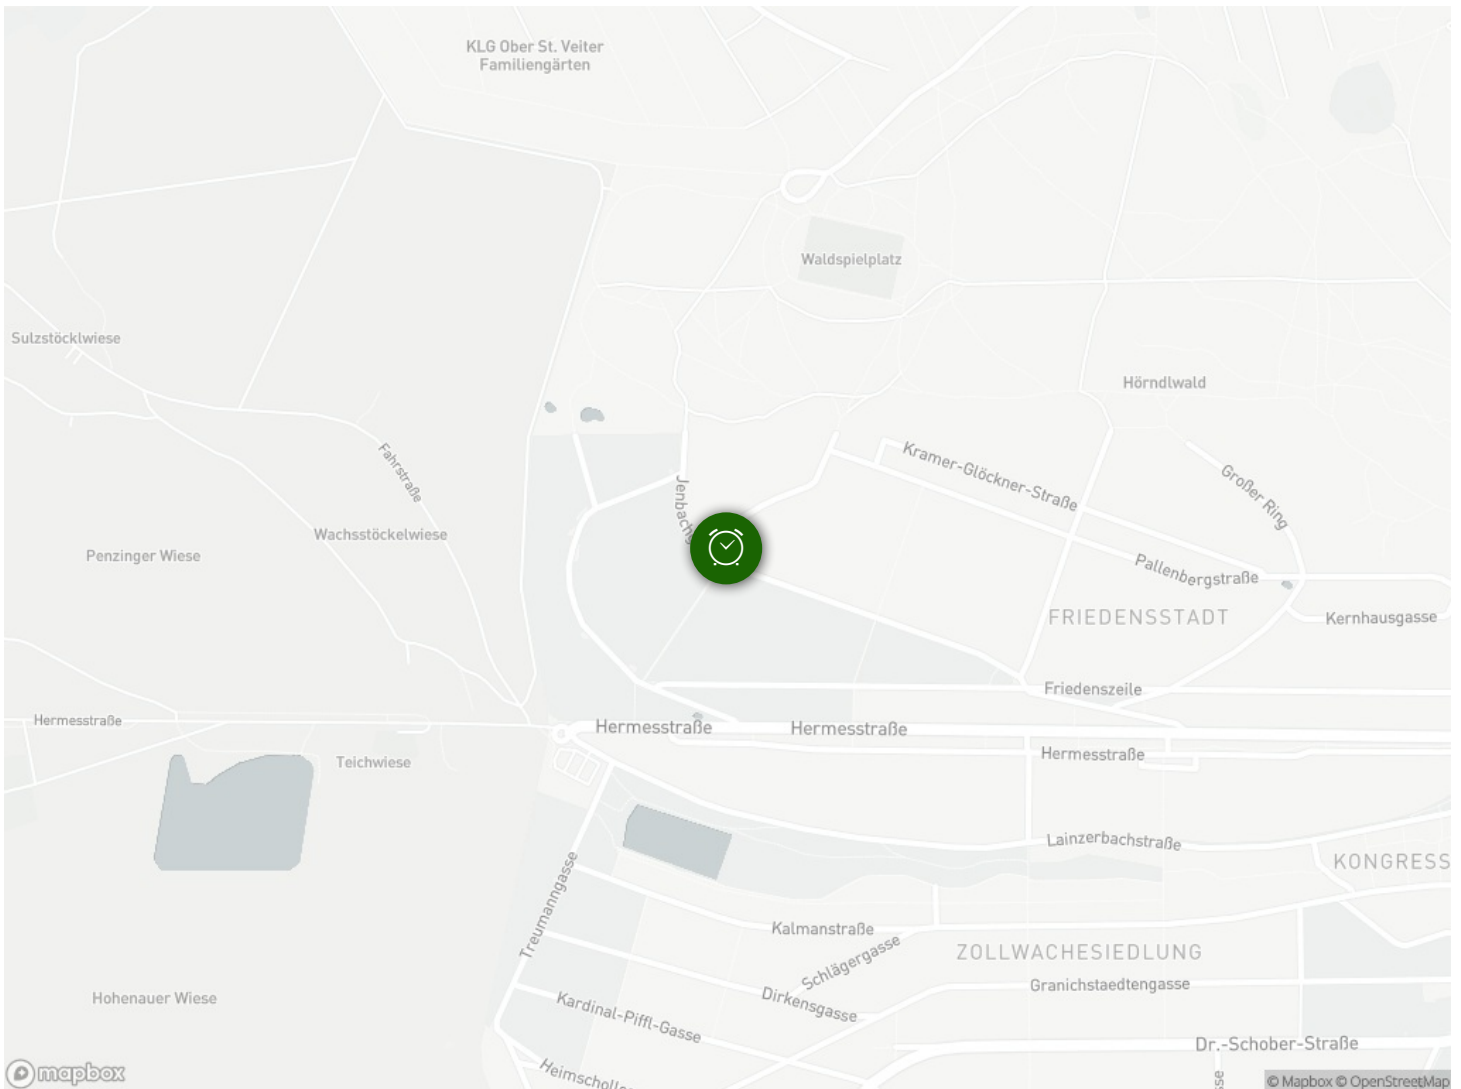 KLG Ober St. Veiter
Familiengärten
Waldspielplatz
Sulzstöcklwiese
Hörndlwald
Fahrstraße
Kramer-Glöckner-Straße
Großer Ring
Wachsstöckelwiese
Penzinger Wiese
Pallenbergstraße
FRIEDENSSTADT
Kernhausgasse
Friedenszeile
Hermesstraße
Hermesstraße
Hermesstraße
Hermesstraße
Teichwiese
Lainzerbachstraße
KONGRESS
Treumanngasse
Kalmanstraße
Schlägergasse
ZOLLWACHESIEDLUNG
Granichstaedtengasse
Hohenauer Wiese
Dirkensgasse
Kardinal-Piffl-Gasse
Dr.-Schober-Straße
mapbox
© Mapbox © OpenStreetMap